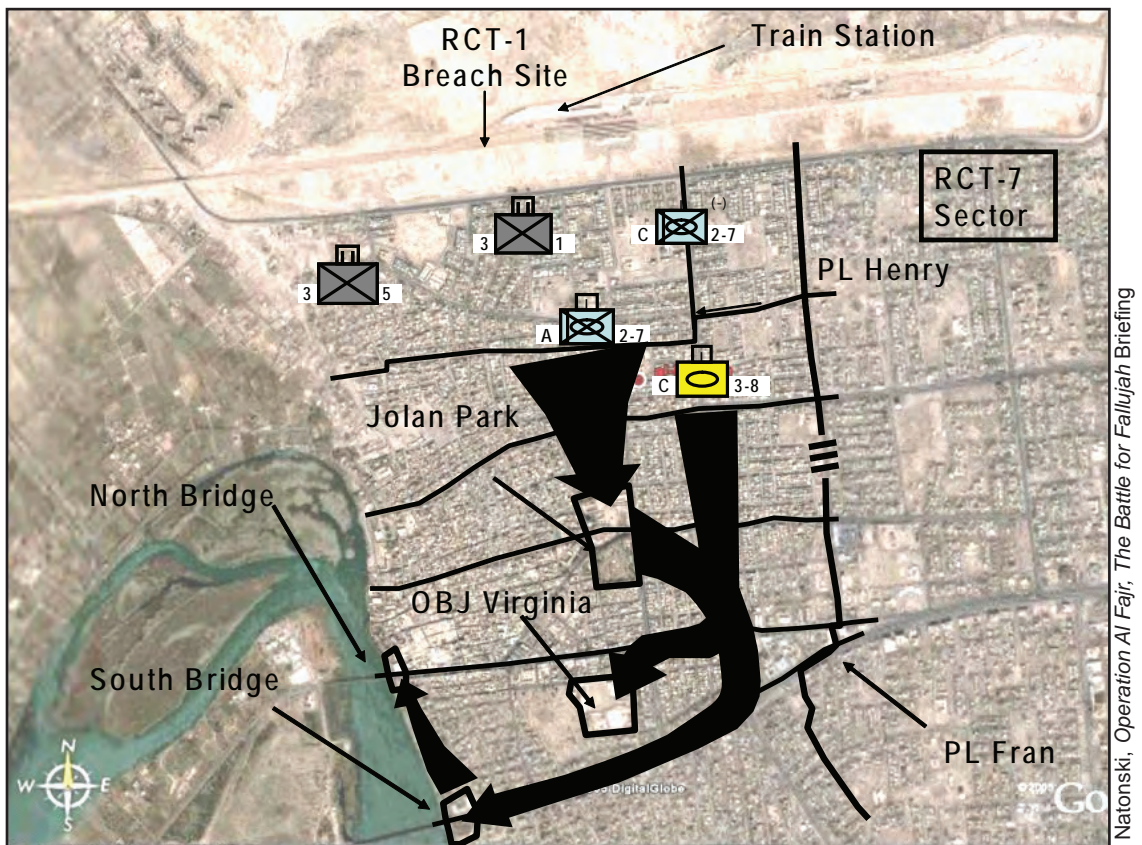 RCT-1
Breach Site
Train Station
RCT-7
Sector
3 1
C 2-7
(-)
PL Henry
3 5
A 2-7
C 3-8
Jolan Park
North Bridge
OBJ Virginia
South Bridge
PL Fran
N
W E
S
DigitalGlobe
Go
Natonski, Operation Al Fajr, The Battle for Fallujah Briefing